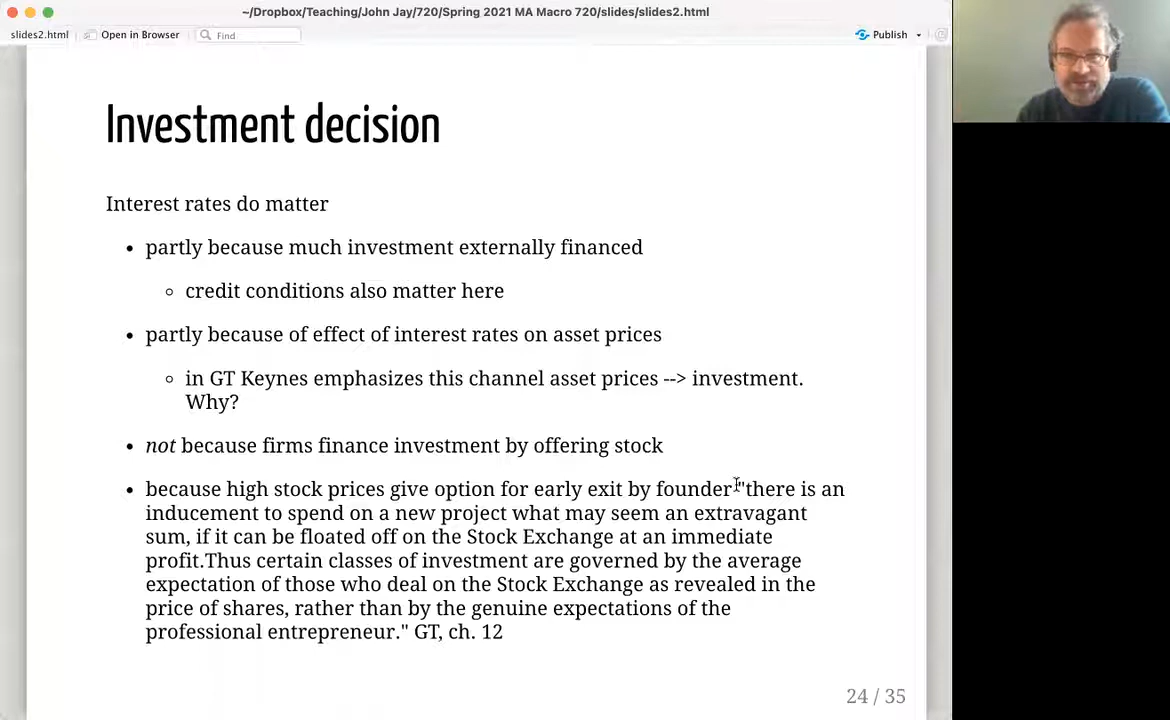 ~/Dropbox/Teaching/John Jay/720/Spring 2021 MA Macro 720/slides/slides2.html
slides2.html
Open in Browser
Find
Publish
Investment decision
Interest rates do matter
• partly because much investment externally financed
◦ credit conditions also matter here
• partly because of effect of interest rates on asset prices
◦ in GT Keynes emphasizes this channel asset prices --> investment.
Why?
• not because firms finance investment by offering stock
• because high stock prices give option for early exit by founder "there is an
inducement to spend on a new project what may seem an extravagant
sum, if it can be floated off on the Stock Exchange at an immediate
profit.Thus certain classes of investment are governed by the average
expectation of those who deal on the Stock Exchange as revealed in the
price of shares, rather than by the genuine expectations of the
professional entrepreneur." GT, ch. 12
24 / 35